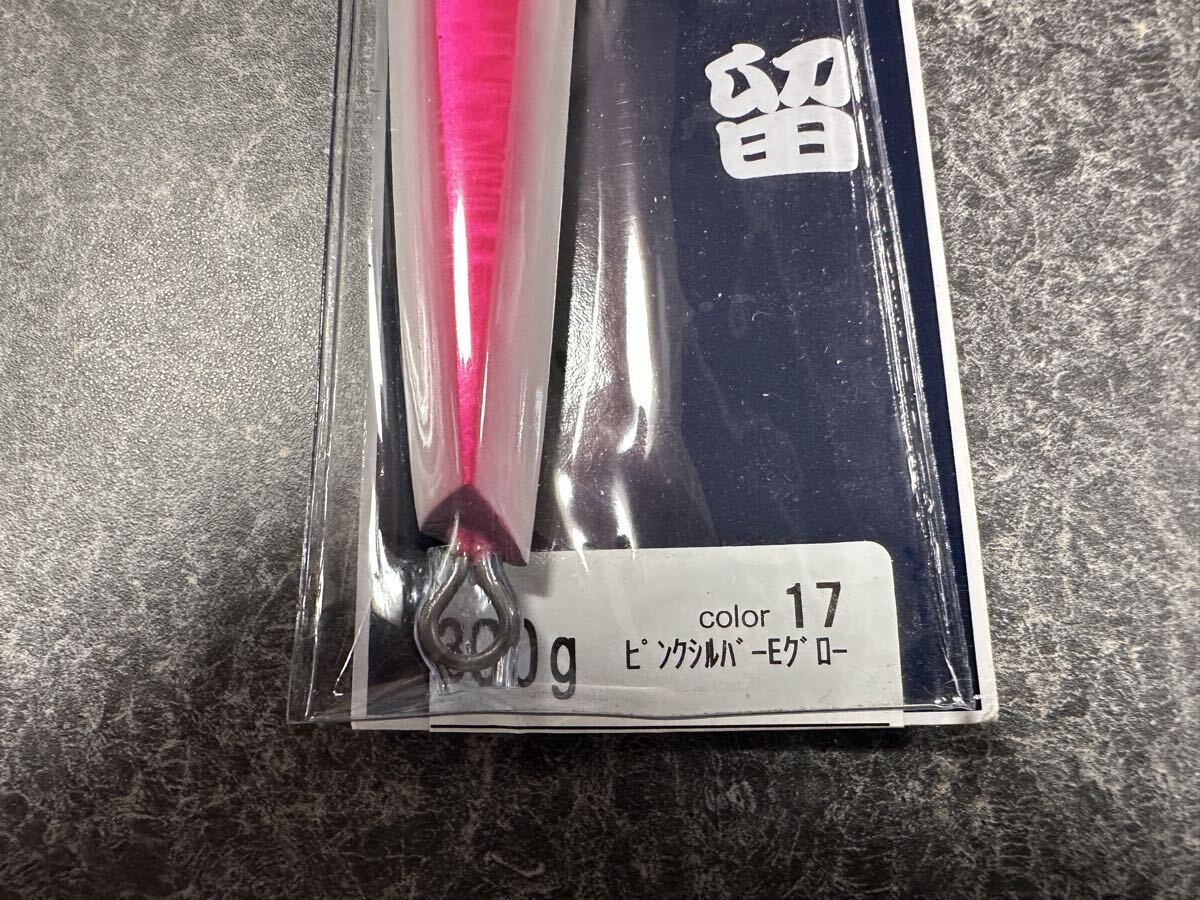 留
color 17
300g ﾋﾟﾝｸｼﾙﾊﾞｰEｸﾞﾛｰ